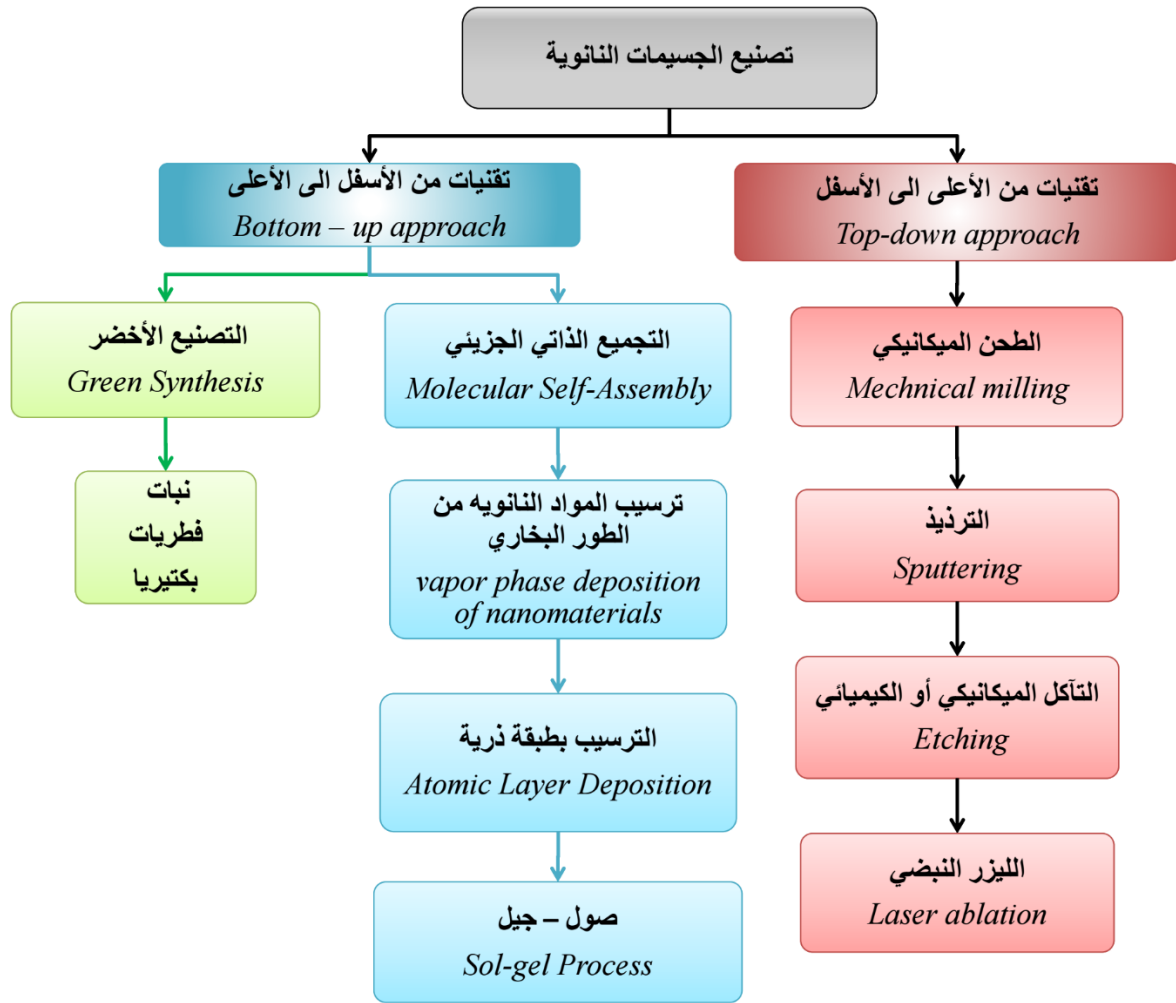 تصنيع الجسيمات النانوية
تقنيات من الأعلى الى الأسفل
Top-down approach
تقنيات من الأسفل الى الأعلى
Bottom – up approach
الطحن الميكانيكي
Mechnical milling
الترذيذ
Sputtering
التآكل الميكانيكي أو الكيميائي
Etching
الليزر النبضي
Laser ablation
التجميع الذاتي الجزيئي
Molecular Self-Assembly
ترسيب المواد النانويه من
الطور البخاري
vapor phase deposition
of nanomaterials
الترسيب بطبقة ذرية
Atomic Layer Deposition
صول – جيل
Sol-gel Process
التصنيع الأخضر
Green Synthesis
نبات
فطريات
بكتيريا